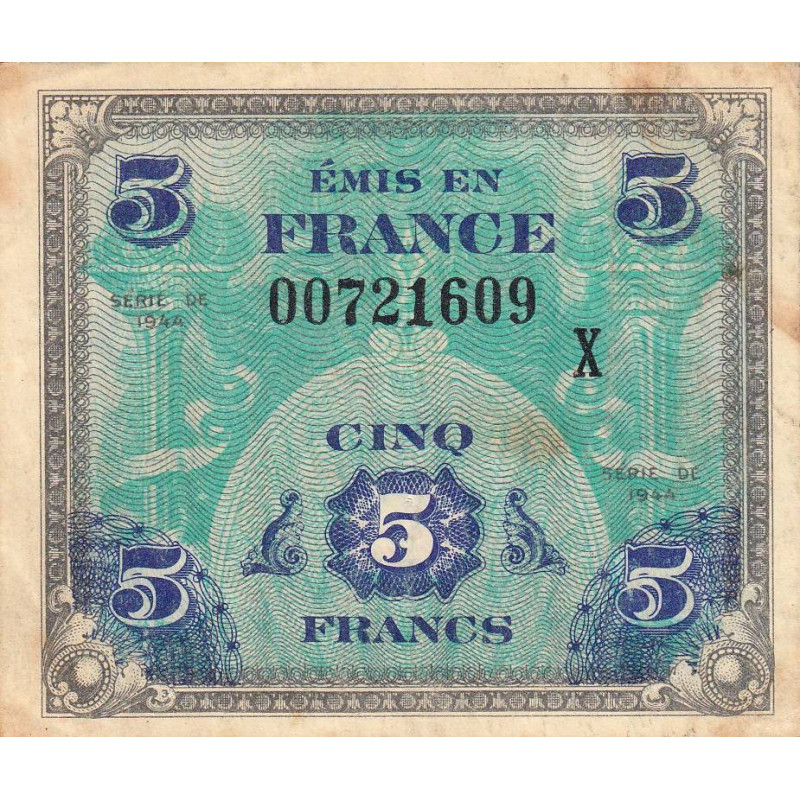 5 ÉMIS EN 5
FRANCE
00721609
SÉRIE DE
1944
X
CINQ
SÉRIE DE
1944
5
5 5
FRANCS